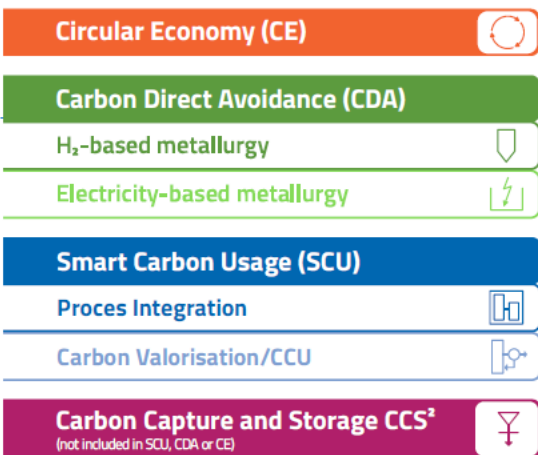 Circular Economy (CE)
Carbon Direct Avoidance (CDA)
H₂-based metallurgy
Electricity-based metallurgy
Smart Carbon Usage (SCU)
Proces Integration
Carbon Valorisation/CCU
Carbon Capture and Storage CCS²
(not included in SCU, CDA or CE)